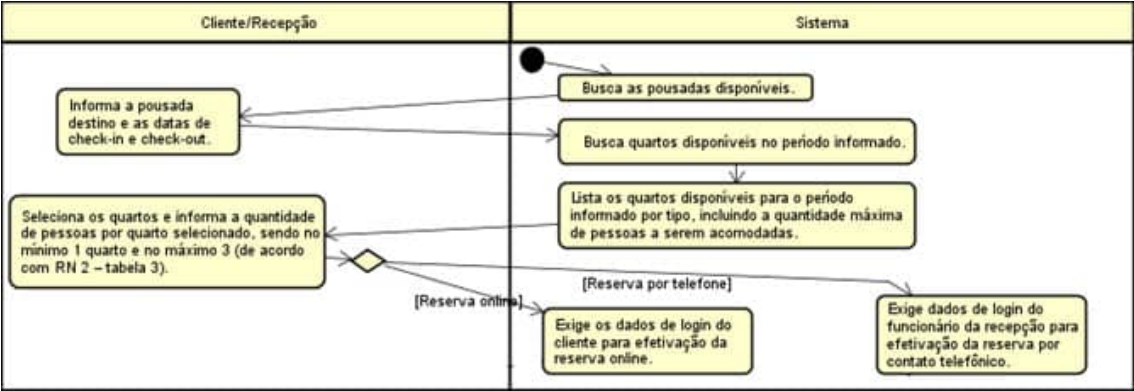 Cliente/Recepção
Sistema
Busca as pousadas disponíveis.
Informa a pousada
destino e as datas de
check-in e check-out.
Busca quartos disponíveis no período informado.
Lista os quartos disponíveis para o período
informado por tipo, incluindo a quantidade máxima
de pessoas a serem acomodadas.
Seleciona os quartos e informa a quantidade
de pessoas por quarto selecionado, sendo no
mínimo 1 quarto e no máximo 3 (de acordo
com RN 2 – tabela 3).
[Reserva por telefone]
[Reserva online]
Exige os dados de login do
cliente para efetivação da
reserva online.
Exige dados de login do
funcionário da recepção para
efetivação da reserva por
contato telefônico.